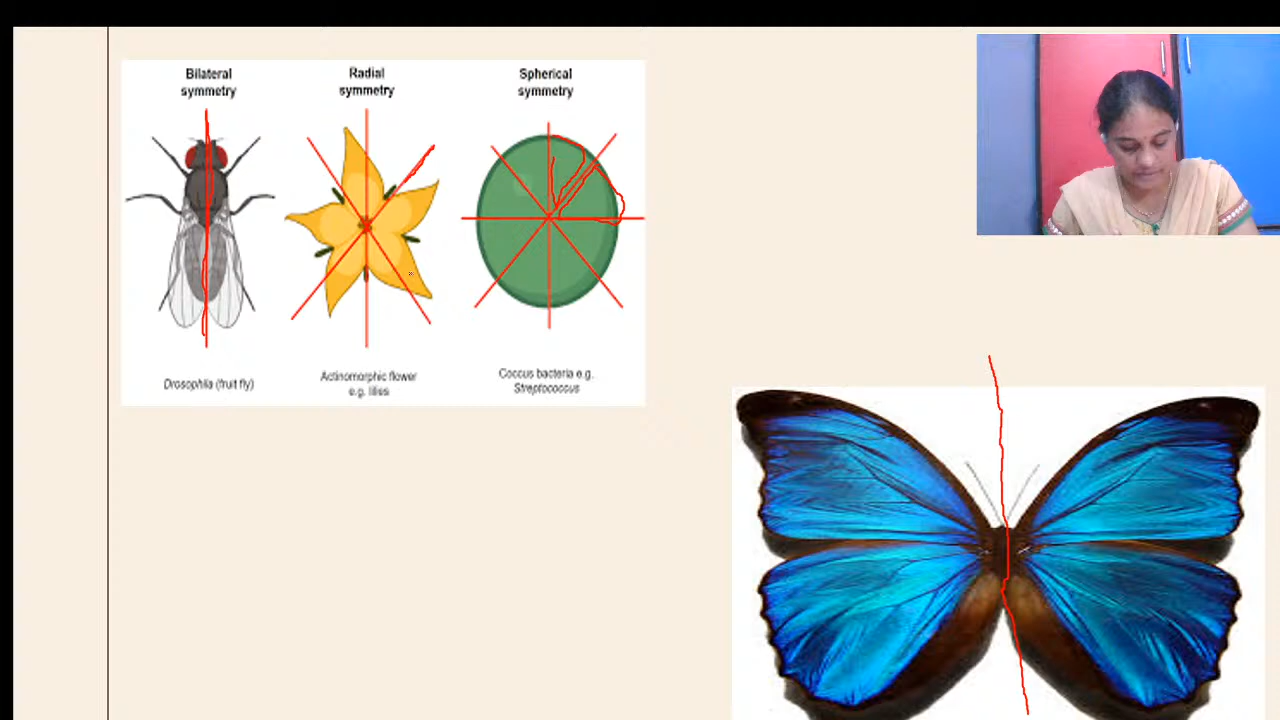 Bilateral
symmetry
Radial
symmetry
Spherical
symmetry
Drosophila (fruit fly)
Actinomorphic flower
e.g. lilies
Coccus bacteria e.g.
Streptococcus